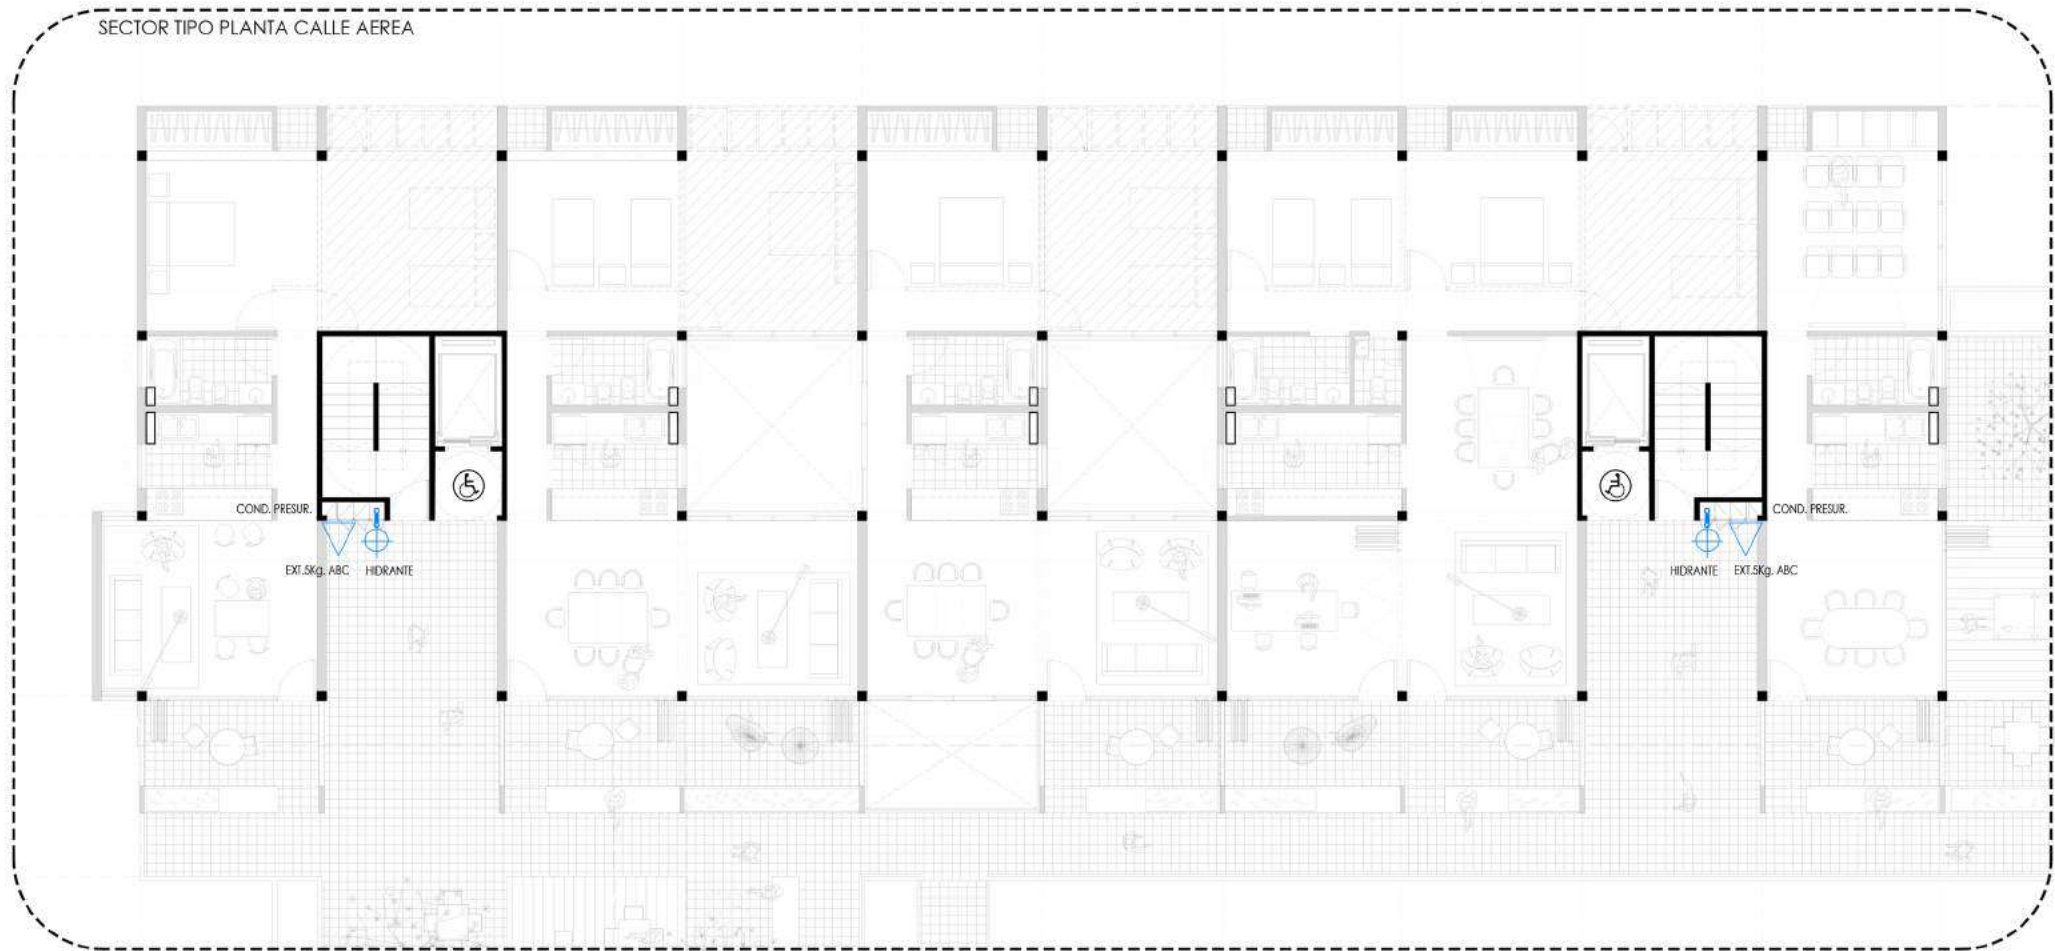 SECTOR TIPO PLANTA CALLE AEREA
COND. PRESUR.
EXT.5Kg. ABC
HIDRANTE
COND. PRESUR.
HIDRANTE
EXT.5Kg. ABC